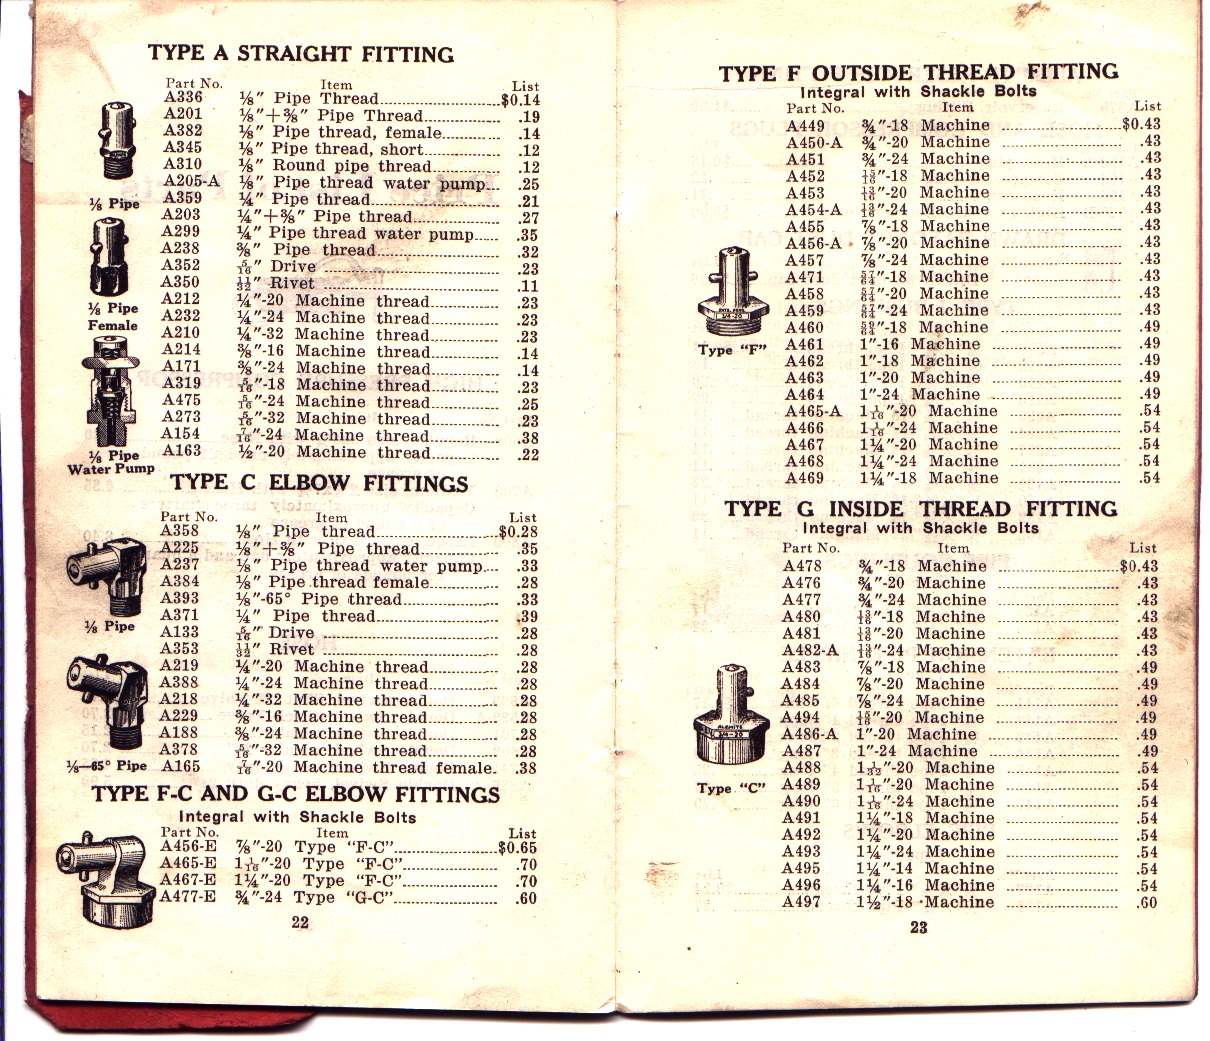 TYPE A STRAIGHT FITTING
Part No. Item List
A336 ⅛" Pipe Thread $0.14
A201 ⅛"+⅜" Pipe Thread .19
A382 ⅛" Pipe thread, female .14
A345 ⅛" Pipe thread, short .12
A310 ⅛" Round pipe thread .12
A205-A ⅛" Pipe thread water pump .25
A359 ¼" Pipe thread .21
A203 ¼"+⅜" Pipe thread .27
A299 ¼" Pipe thread water pump .35
A238 ⅜" Pipe thread .32
A352 5/16" Drive .23
A350 11/32" Rivet .11
A212 ¼"-20 Machine thread .23
A232 ¼"-24 Machine thread .23
A210 ¼"-32 Machine thread .23
A214 ⅜"-16 Machine thread .14
A171 ⅜"-24 Machine thread .14
A319 5/16"-18 Machine thread .23
A475 5/16"-24 Machine thread .25
A273 5/16"-32 Machine thread .23
A154 7/16"-24 Machine thread .38
A163 ½"-20 Machine thread .22
⅛ Pipe
⅛ Pipe
Female
⅛ Pipe
Water Pump
TYPE C ELBOW FITTINGS
Part No. Item List
A358 ⅛" Pipe thread $0.28
A225 ⅛"+⅜" Pipe thread .35
A237 ⅛" Pipe thread water pump .33
A384 ⅛" Pipe thread female .28
A393 ⅛"-65° Pipe thread .33
A371 ¼" Pipe thread .39
A133 5/16" Drive .28
A353 11/32" Rivet .28
A219 ¼"-20 Machine thread .28
A388 ¼"-24 Machine thread .28
A218 ¼"-32 Machine thread .28
A229 ⅜"-16 Machine thread .28
A188 ⅜"-24 Machine thread .28
A378 5/16"-32 Machine thread .28
A165 7/16"-20 Machine thread female .38
⅛ Pipe
⅛—65° Pipe
TYPE F-C AND G-C ELBOW FITTINGS
Integral with Shackle Bolts
Part No. Item List
A456-E ⅞"-20 Type "F-C" $0.65
A465-E 1 1/16"-20 Type "F-C" .70
A467-E 1¼"-20 Type "F-C" .70
A477-E ¾"-24 Type "G-C" .60
22
TYPE F OUTSIDE THREAD FITTING
Integral with Shackle Bolts
Part No. Item List
A449 ¾"-18 Machine $0.43
A450-A ¾"-20 Machine .43
A451 ¾"-24 Machine .43
A452 -18 Machine .43
A453 13/16"-20 Machine .43
A454-A 13/16"-24 Machine .43
A455 ⅞"-18 Machine .43
A456-A ⅞"-20 Machine .43
A457 ⅞"-24 Machine .43
A471 57/64"-18 Machine .43
A458 57/64"-20 Machine .43
A459 57/64"-24 Machine .43
A460 -18 Machine .49
A461 1"-16 Machine .49
A462 1"-18 Machine .49
A463 1"-20 Machine .49
A464 1"-24 Machine .49
A465-A 1 1/16"-20 Machine .54
A466 1 1/16"-24 Machine .54
A467 1¼"-20 Machine .54
A468 1¼"-24 Machine .54
A469 1¼"-18 Machine .54
3/4-20
Type "F"
TYPE G INSIDE THREAD FITTING
Integral with Shackle Bolts
Part No. Item List
A478 ¾"-18 Machine $0.43
A476 ¾"-20 Machine .43
A477 ¾"-24 Machine .43
A480 13/16"-18 Machine .43
A481 13/16"-20 Machine .43
A482-A 13/16"-24 Machine .43
A483 ⅞"-18 Machine .49
A484 ⅞"-20 Machine .49
A485 ⅞"-24 Machine .49
A494 15/16"-20 Machine .49
A486-A 1"-20 Machine .49
A487 1"-24 Machine .49
A488 1 1/32"-20 Machine .54
A489 1 1/16"-20 Machine .54
A490 1 1/16"-24 Machine .54
A491 1¼"-18 Machine .54
A492 1¼"-20 Machine .54
A493 1¼"-24 Machine .54
A495 1¼"-14 Machine .54
A496 1¼"-16 Machine .54
A497 1½"-18 Machine .60
ALEMITE
3/4-20
Type "C"
23